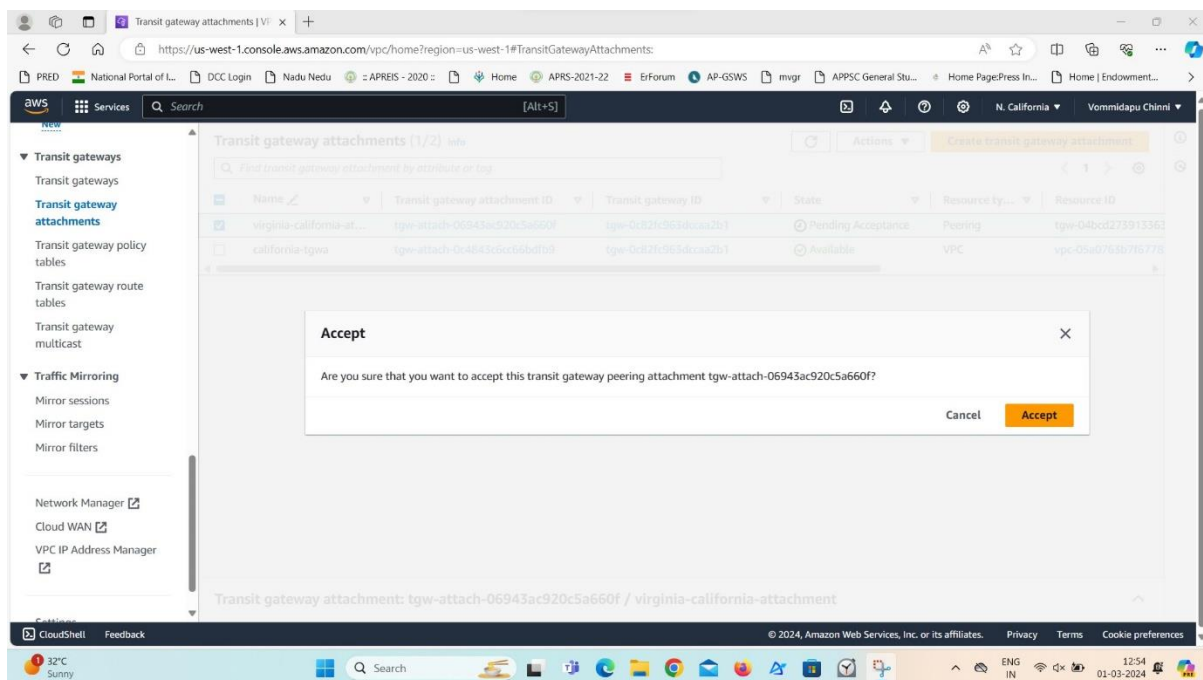 Transit gateway attachments | VP
https://us-west-1.console.aws.amazon.com/vpc/home?region=us-west-1#TransitGatewayAttachments:
PRED National Portal of I... DCC Login Nadu Nedu :: APREIS - 2020 :: Home APRS-2021-22 ErForum AP-GSWS mvgr APPSC General Stu... Home Page:Press In... Home | Endowment...
aws Services Search [Alt+S] N. California Vommidapu Chinni
New
Transit gateways
Transit gateways
Transit gateway
attachments
Transit gateway policy
tables
Transit gateway route
tables
Transit gateway
multicast
Traffic Mirroring
Mirror sessions
Mirror targets
Mirror filters
Network Manager
Cloud WAN
VPC IP Address Manager
Settings
Transit gateway attachments (1/2) Info
Actions Create transit gateway attachment
Find transit gateway attachment by attribute or tag
1
Name Transit gateway attachment ID Transit gateway ID State Resource ty... Resource ID
virginia-california-at... tgw-attach-06943ac920c5a660f Pending Acceptance Peering
california-tgwa Available VPC
Accept
Are you sure that you want to accept this transit gateway peering attachment tgw-attach-06943ac920c5a660f?
Cancel Accept
Transit gateway attachment: tgw-attach-06943ac920c5a660f / virginia-california-attachment
CloudShell Feedback © 2024, Amazon Web Services, Inc. or its affiliates. Privacy Terms Cookie preferences
1 32°C
Sunny
Search
ENG
IN
12:54
01-03-2024